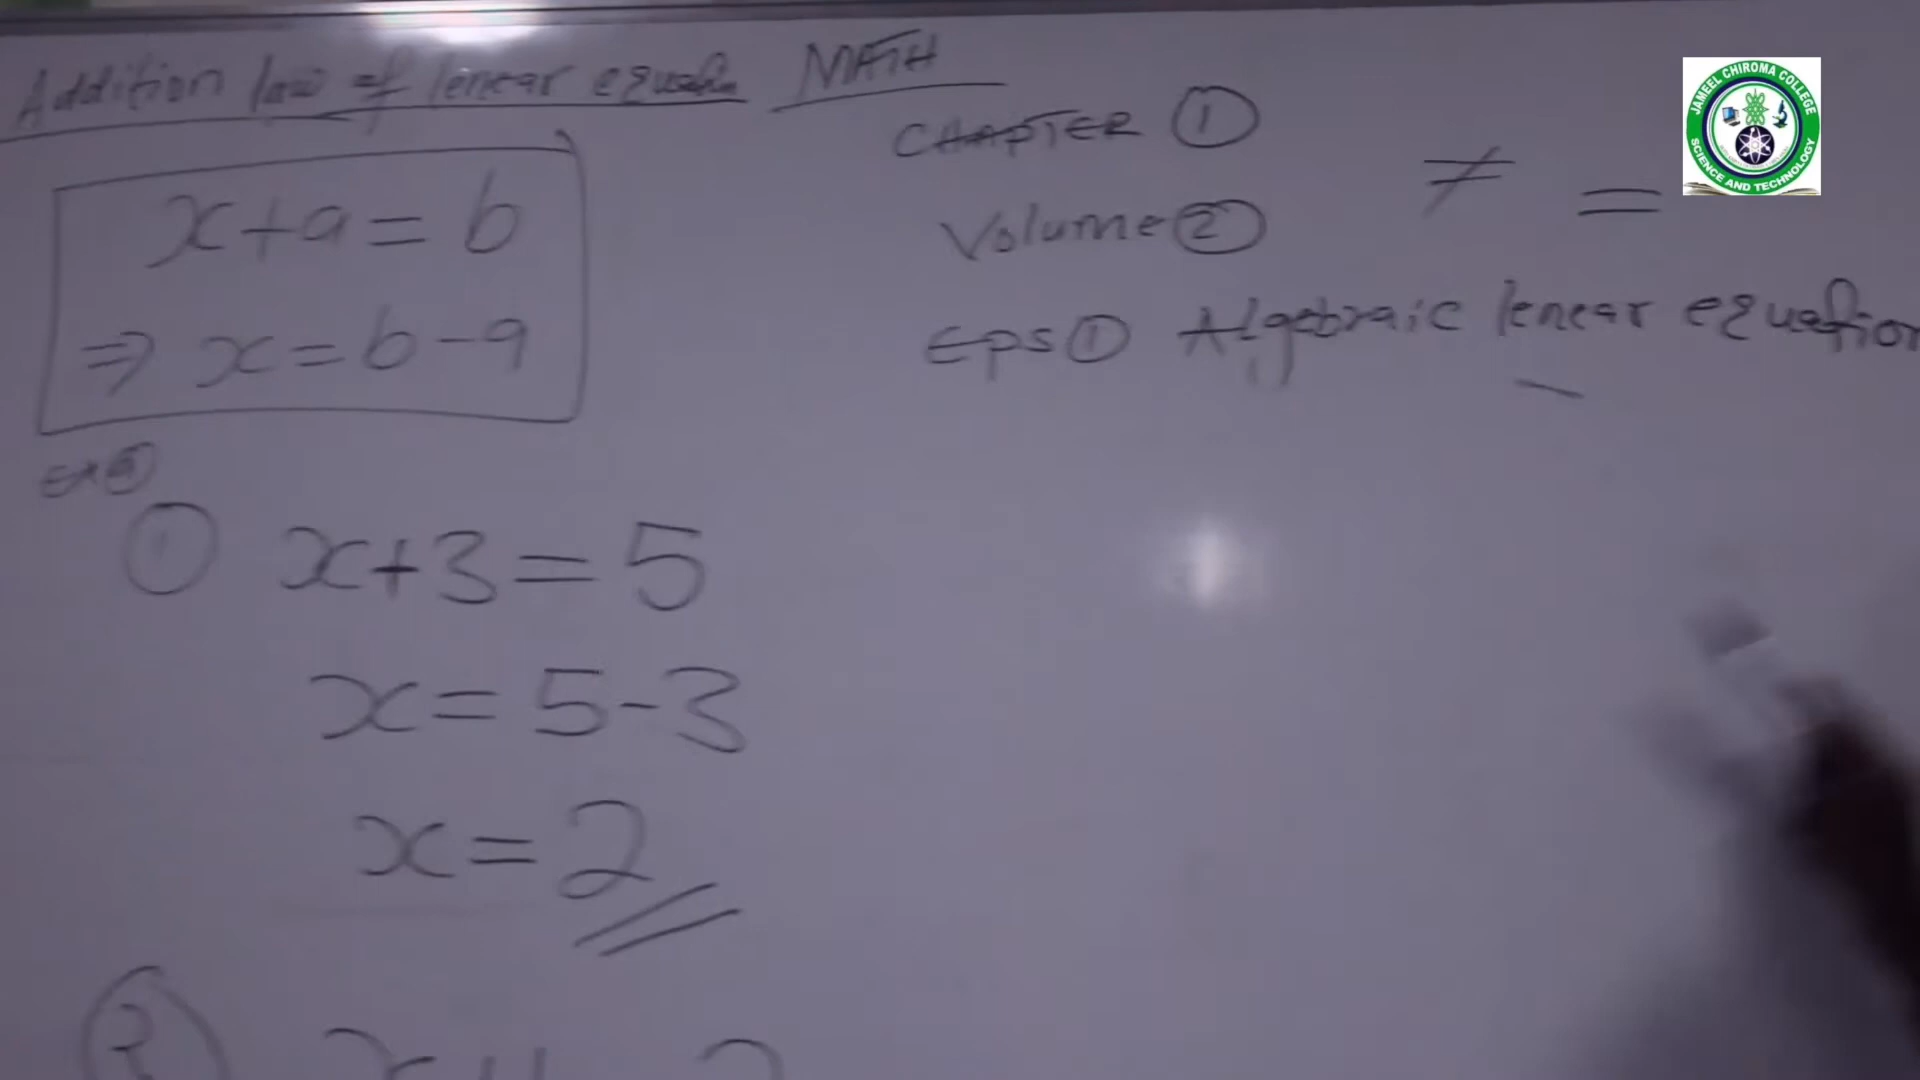 Addition law of lenear equation MATH
x+a=b
⇒ x=b-a
CHAPTER ①
Volume ②
Eps ① Algebraic lenear equation
≠ =
JAMEEL CHIROMA COLLEGE
SCIENCE AND TECHNOLOGY
① x+3=5
x=5-3
x=2
②